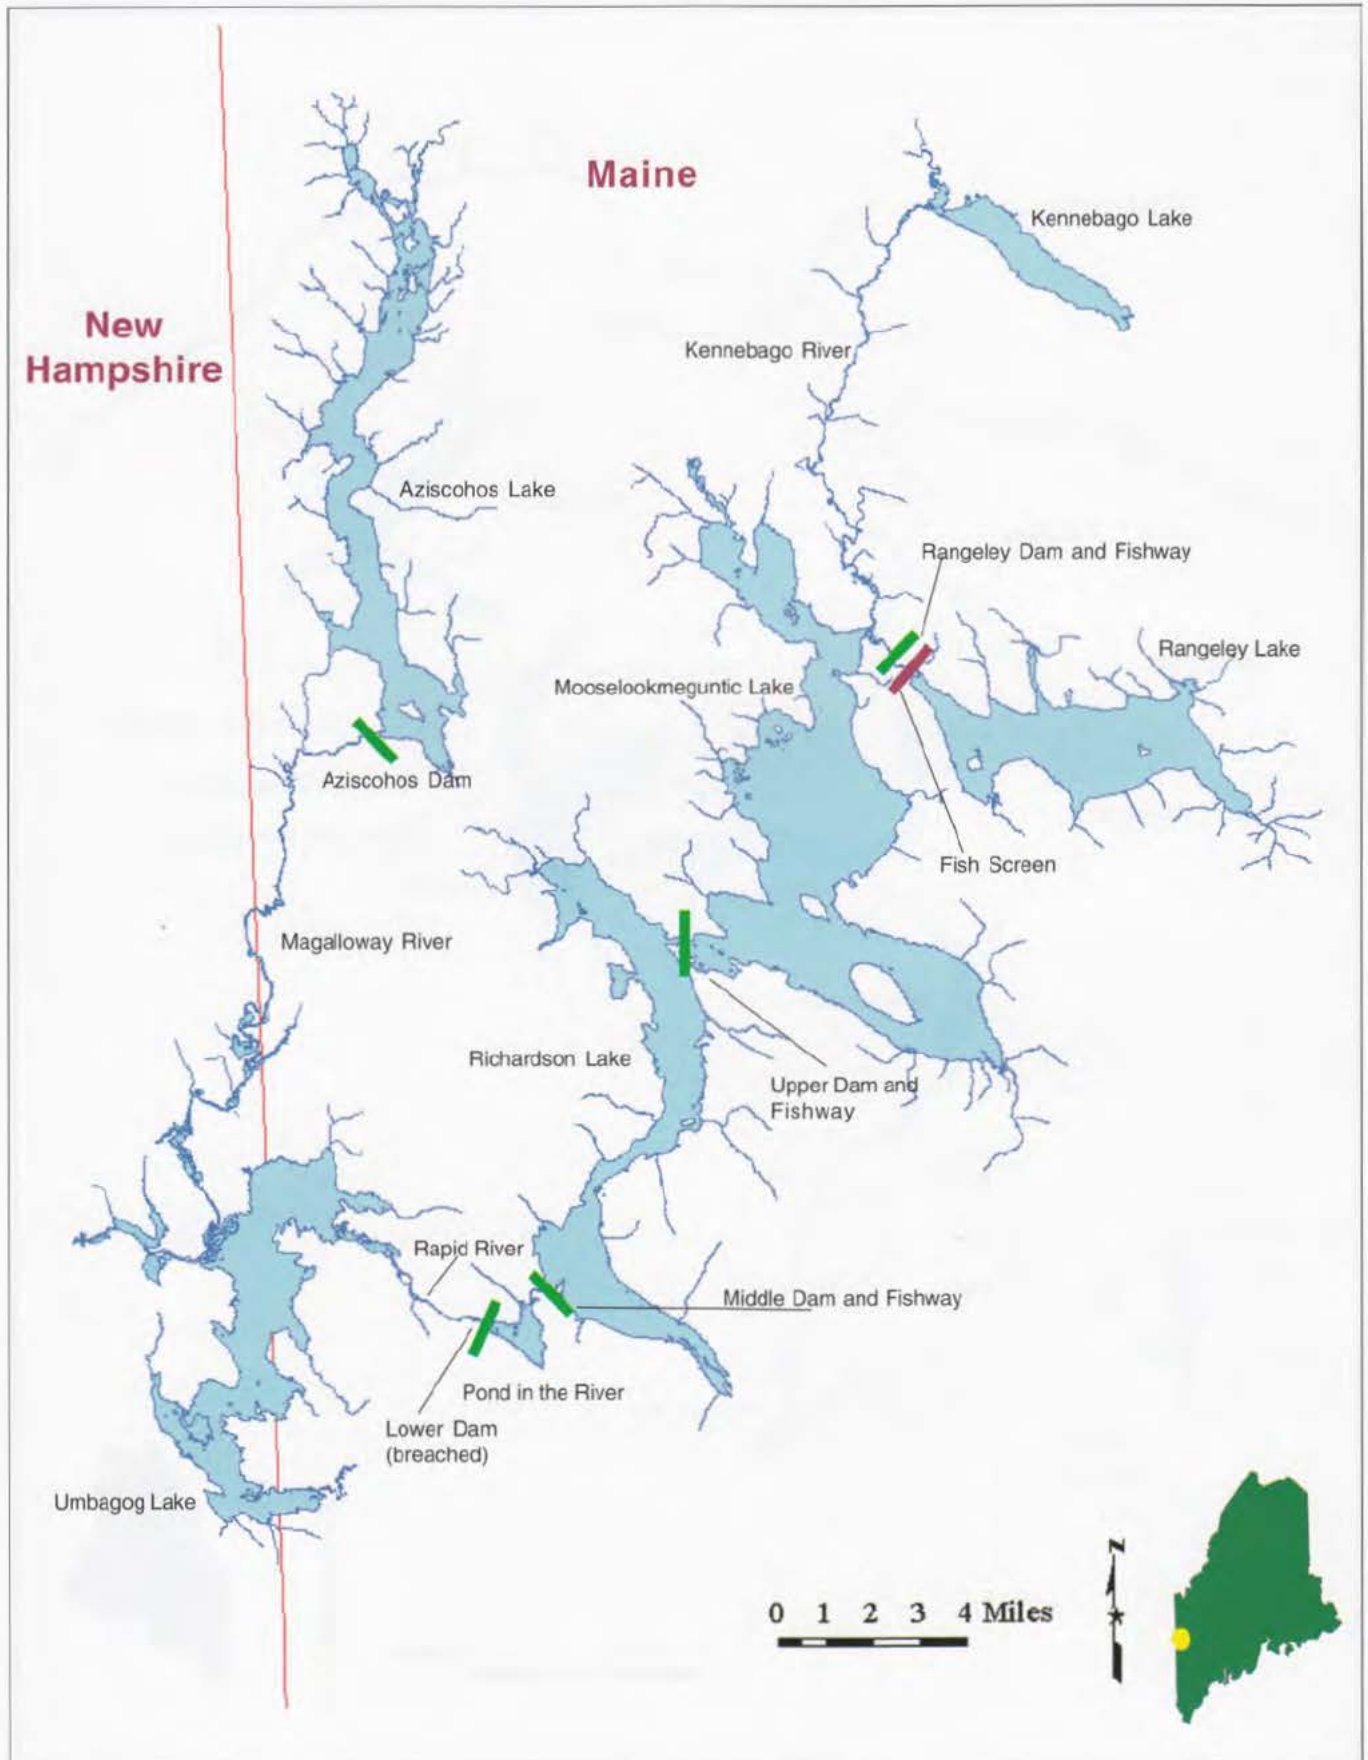 Maine
Kennebago Lake
New
Hampshire
Kennebago River
Aziscohos Lake
Rangeley Dam and Fishway
Rangeley Lake
Mooselookmeguntic Lake
Aziscohos Dam
Fish Screen
Magalloway River
Richardson Lake
Upper Dam and
Fishway
Rapid River
Middle Dam and Fishway
Pond in the River
Lower Dam
(breached)
Umbagog Lake
N
0 1 2 3 4 Miles